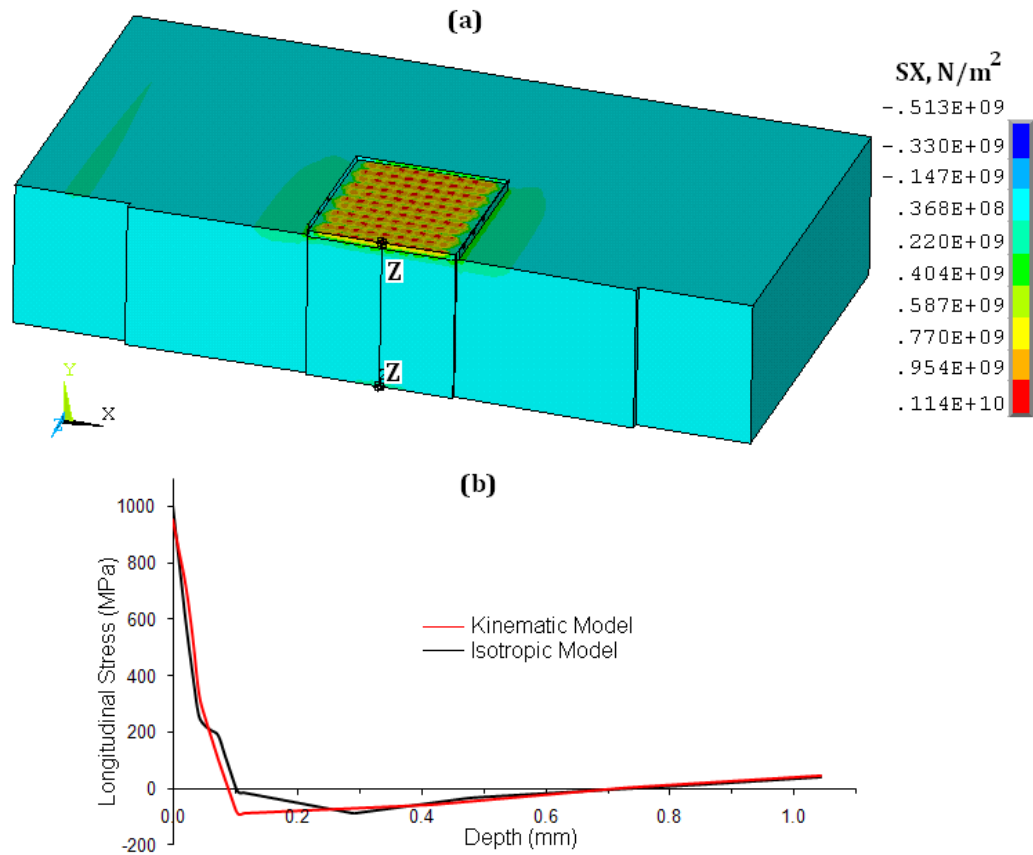 (a)
SX, N/m²
-.513E+09
-.330E+09
-.147E+09
.368E+08
.220E+09
.404E+09
.587E+09
.770E+09
.954E+09
.114E+10
Z
Z
Y
Z
X
(b)
1000
800
600
400
200
0
-200
Longitudinal Stress (MPa)
Kinematic Model
Isotropic Model
0.0 0.2 0.4 0.6 0.8 1.0
Depth (mm)